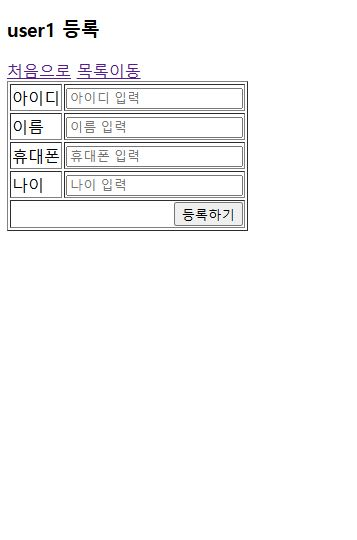 user1 등록
처음으로 목록이동
아이디 아이디 입력
이름 이름 입력
휴대폰 휴대폰 입력
나이 나이 입력
등록하기